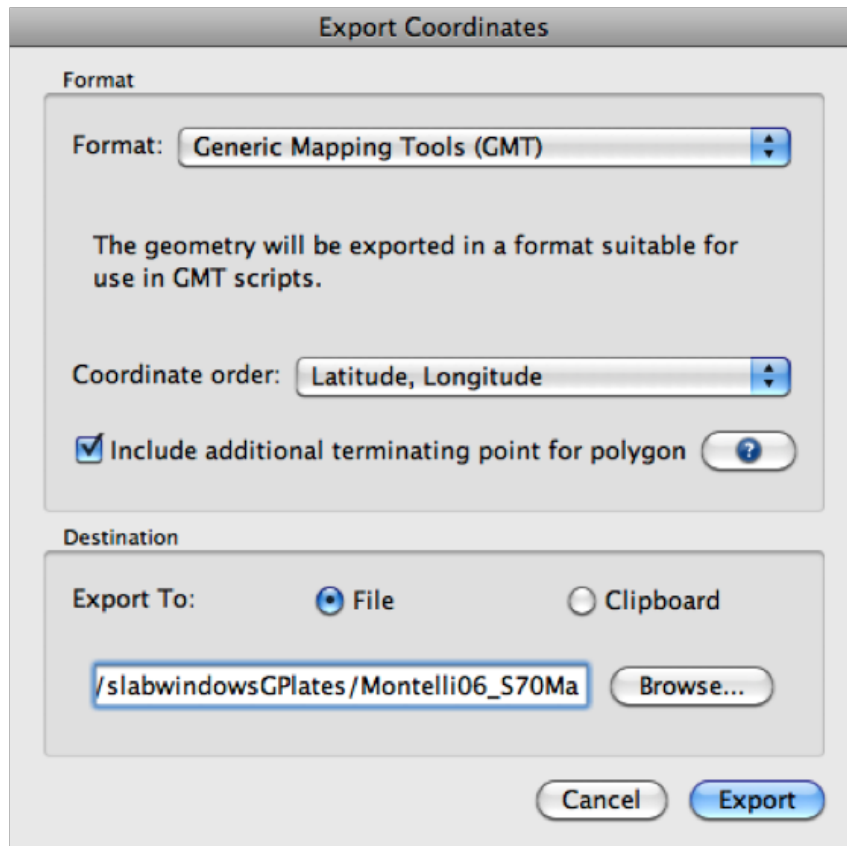 Export Coordinates
Format
Format: Generic Mapping Tools (GMT)
The geometry will be exported in a format suitable for
use in GMT scripts.
Coordinate order: Latitude, Longitude
Include additional terminating point for polygon ?
Destination
Export To: File Clipboard
/slabwindowsGPlates/Montelli06_S70Ma Browse...
Cancel Export